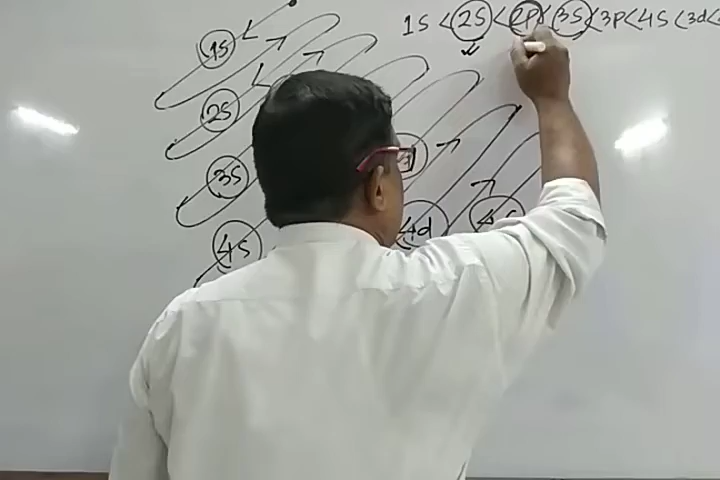 1S < 2S < 2P < 3S < 3P < 4S < 3d <
1S
2S
3S
4S 4d